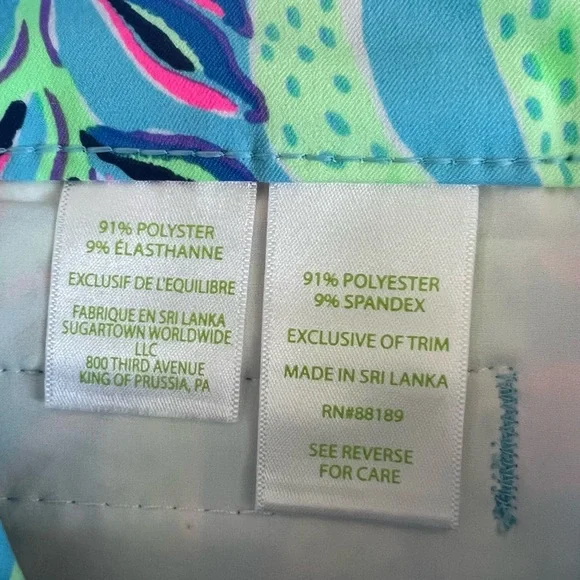 91% POLYSTER
9% ÉLASTHANNE
EXCLUSIF DE L'EQUILIBRE
FABRIQUE EN SRI LANKA
SUGARTOWN WORLDWIDE
LLC
800 THIRD AVENUE
KING OF PRUSSIA, PA
91% POLYESTER
9% SPANDEX
EXCLUSIVE OF TRIM
MADE IN SRI LANKA
RN#88189
SEE REVERSE
FOR CARE